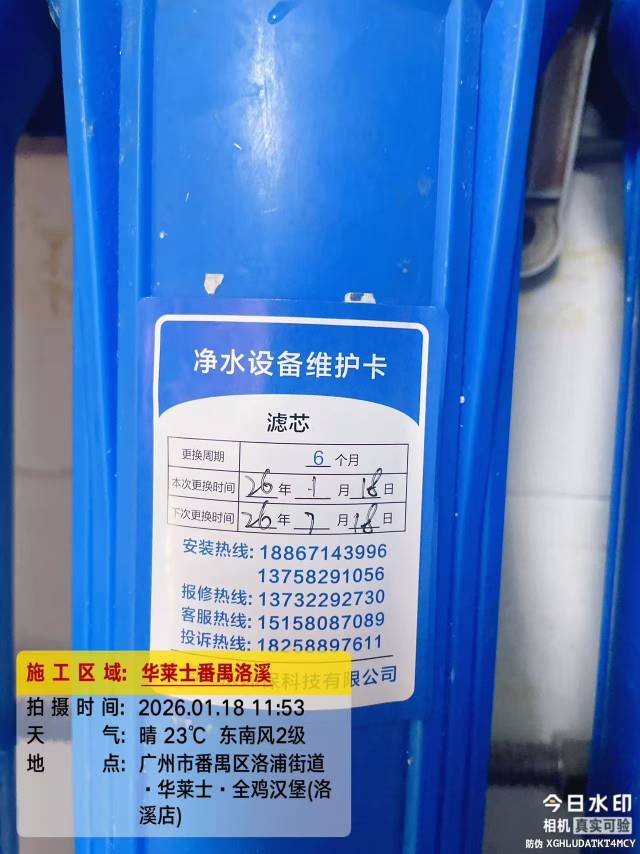 净水设备维护卡
滤芯
更换周期 6 个月
本次更换时间 26 年 1 月 18 日
下次更换时间 26 年 7 月 18 日
安装热线: 18867143996
13758291056
报修热线: 13732292730
客服热线: 15158087089
投诉热线: 18258897611
保科技有限公司
施工区域: 华莱士番禺洛溪
拍摄时间: 2026.01.18 11:53
天气: 晴 23℃ 东南风2级
地点: 广州市番禺区洛浦街道
·华莱士·全鸡汉堡(洛
溪店)
今日水印
相机 真实可验
防伪 XGHLUDATKT4MCY